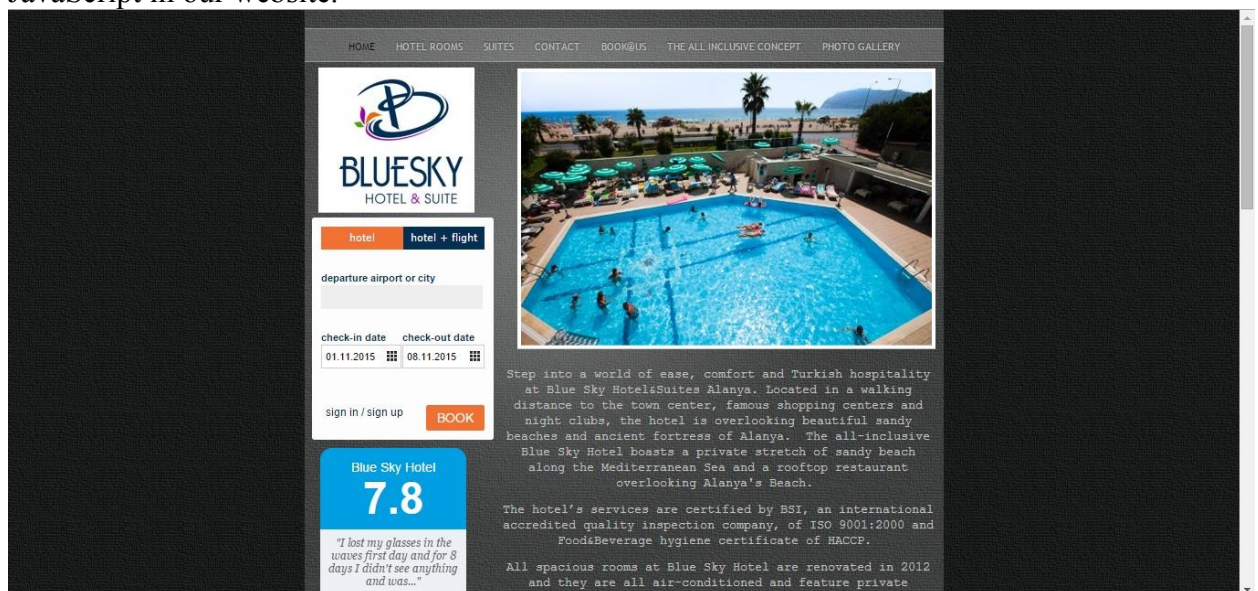 JavaScript in our website.
HOME HOTEL ROOMS SUITES CONTACT BOOK@US THE ALL INCLUSIVE CONCEPT PHOTO GALLERY
BLUESKY
HOTEL & SUITE
hotel hotel + flight
departure airport or city
check-in date check-out date
01.11.2015 08.11.2015
sign in / sign up BOOK
Blue Sky Hotel
7.8
"I lost my glasses in the
waves first day and for 8
days I didn't see anything
and was..."
Step into a world of ease, comfort and Turkish hospitality
at Blue Sky Hotel&Suites Alanya. Located in a walking
distance to the town center, famous shopping centers and
night clubs, the hotel is overlooking beautiful sandy
beaches and ancient fortress of Alanya. The all-inclusive
Blue Sky Hotel boasts a private stretch of sandy beach
along the Mediterranean Sea and a rooftop restaurant
overlooking Alanya's Beach.
The hotel's services are certified by BSI, an international
accredited quality inspection company, of ISO 9001:2000 and
Food&Beverage hygiene certificate of HACCP.
All spacious rooms at Blue Sky Hotel are renovated in 2012
and they are all air-conditioned and feature private